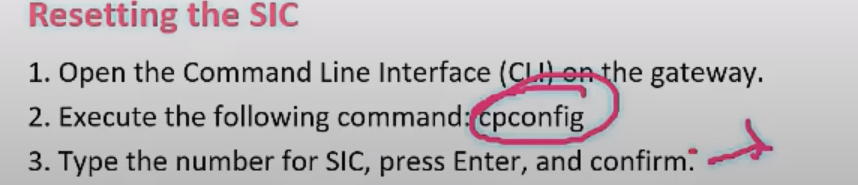 Resetting the SIC
1. Open the Command Line Interface (CLI) on the gateway.
2. Execute the following command: cpconfig
3. Type the number for SIC, press Enter, and confirm.